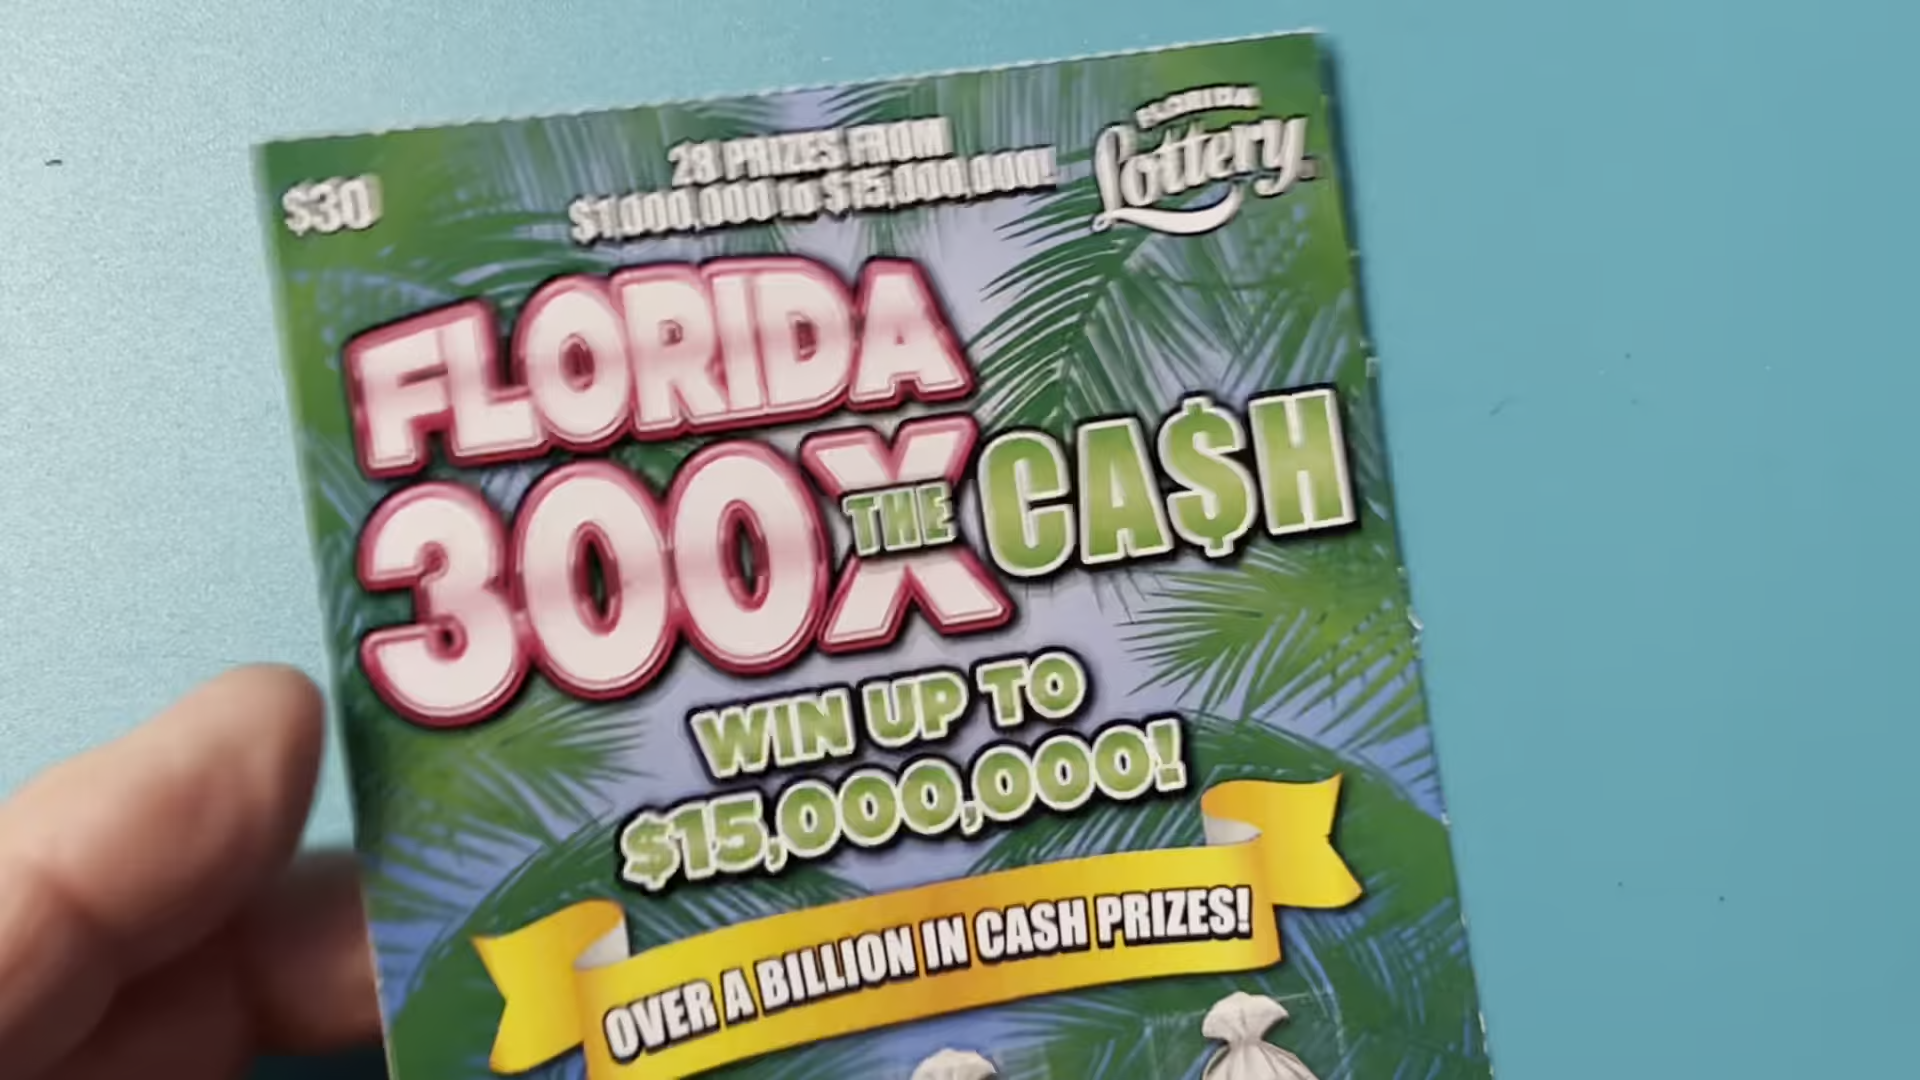 $30
28 PRIZES FROM
$1,000,000 to $15,000,000!
FLORIDA
Lottery
FLORIDA
300X THE CA$H
WIN UP TO
$15,000,000!
OVER A BILLION IN CASH PRIZES!